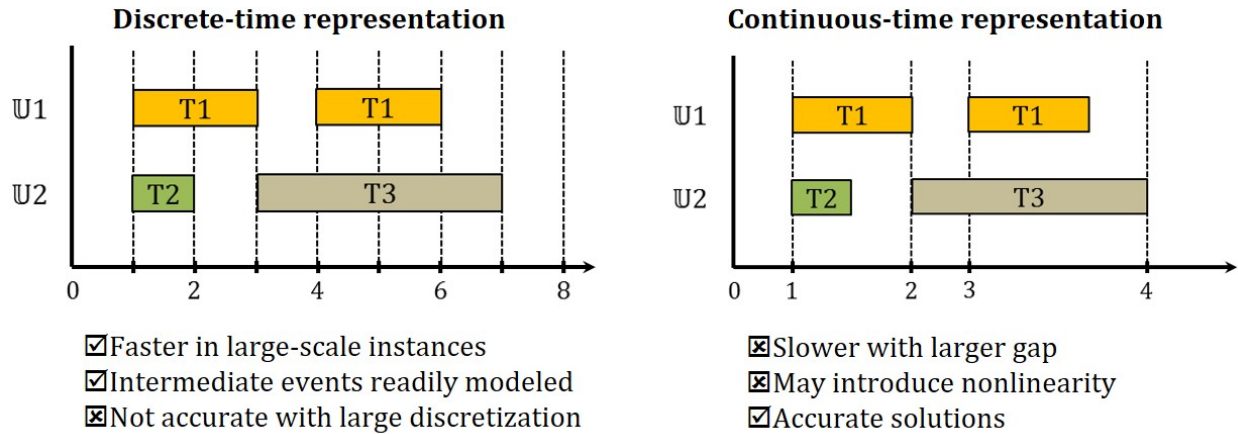 Discrete-time representation
𝕌1
T1
T1
𝕌2
T2
T3
0 2 4 6 8
☑Faster in large-scale instances
☑Intermediate events readily modeled
☒Not accurate with large discretization
Continuous-time representation
𝕌1
T1
T1
𝕌2
T2
T3
0 1 2 3 4
☒Slower with larger gap
☒May introduce nonlinearity
☑Accurate solutions